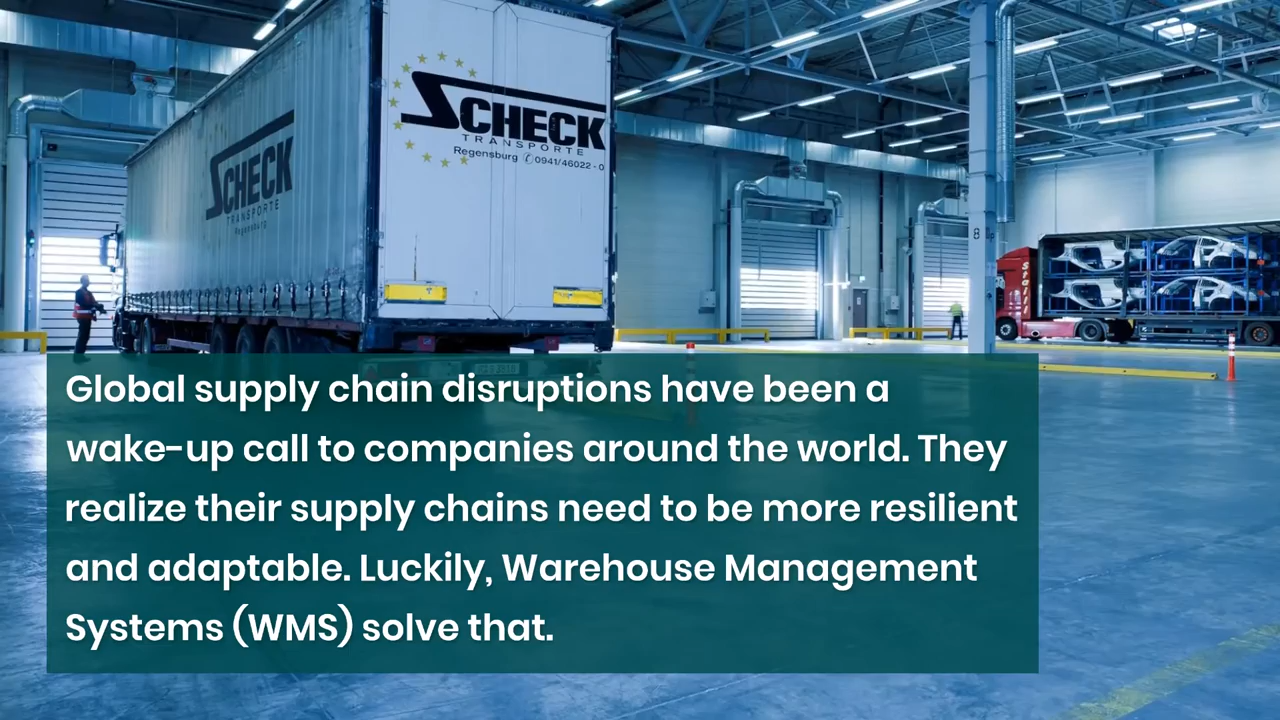 SCHECK
TRANSPORTE
Regensburg
SCHECK
TRANSPORTE
Regensburg ✆0941/46022-0
8
Global supply chain disruptions have been a
wake-up call to companies around the world. They
realize their supply chains need to be more resilient
and adaptable. Luckily, Warehouse Management
Systems (WMS) solve that.